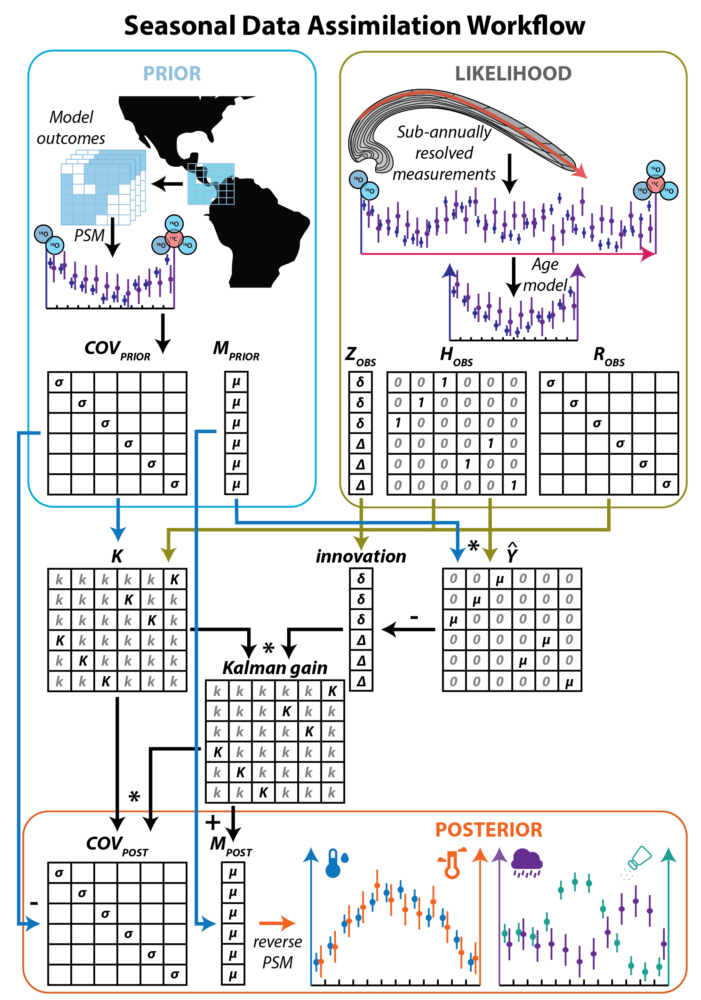 Seasonal Data Assimilation Workflow
PRIOR
Model
outcomes
PSM
18O
16O
16O
13C
18O
16O
COV PRIOR
M PRIOR
σ
σ
σ
σ
σ
σ
μ
μ
μ
μ
μ
μ
LIKELIHOOD
Sub-annually
resolved
measurements
18O
16O
16O
13C
18O
16O
Age
model
Z OBS
H OBS
R OBS
δ
δ
δ
Δ
Δ
Δ
0 0 1 0 0 0
0 1 0 0 0 0
1 0 0 0 0 0
0 0 0 0 1 0
0 0 0 1 0 0
0 0 0 0 0 1
σ
σ
σ
σ
σ
σ
K
k k k k k K
k k k K k k
k k k k K k
K k k k k k
k K k k k k
k k K k k k
innovation
δ
δ
δ
Δ
Δ
Δ
-
*
Ŷ
0 0 μ 0 0 0
0 μ 0 0 0 0
μ 0 0 0 0 0
0 0 0 0 μ 0
0 0 0 μ 0 0
0 0 0 0 0 μ
*
Kalman gain
k k k k k K
k k k K k k
k k k k K k
K k k k k k
k K k k k k
k k K k k k
*
+
-
POSTERIOR
COV POST
M POST
σ
σ
σ
σ
σ
σ
μ
μ
μ
μ
μ
μ
reverse
PSM